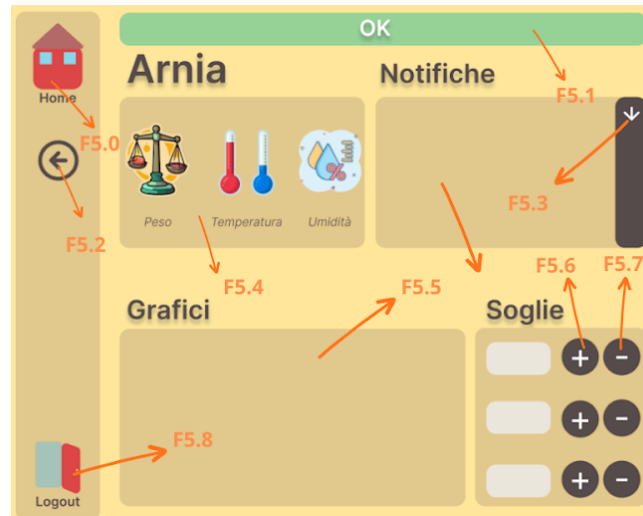 OK
Home
Arnia
Notifiche
F5.1
F5.0
F5.2
F5.3
Peso
Temperatura
Umidità
F5.4
F5.5
F5.6
F5.7
Grafici
Soglie
+
-
+
-
+
-
F5.8
Logout